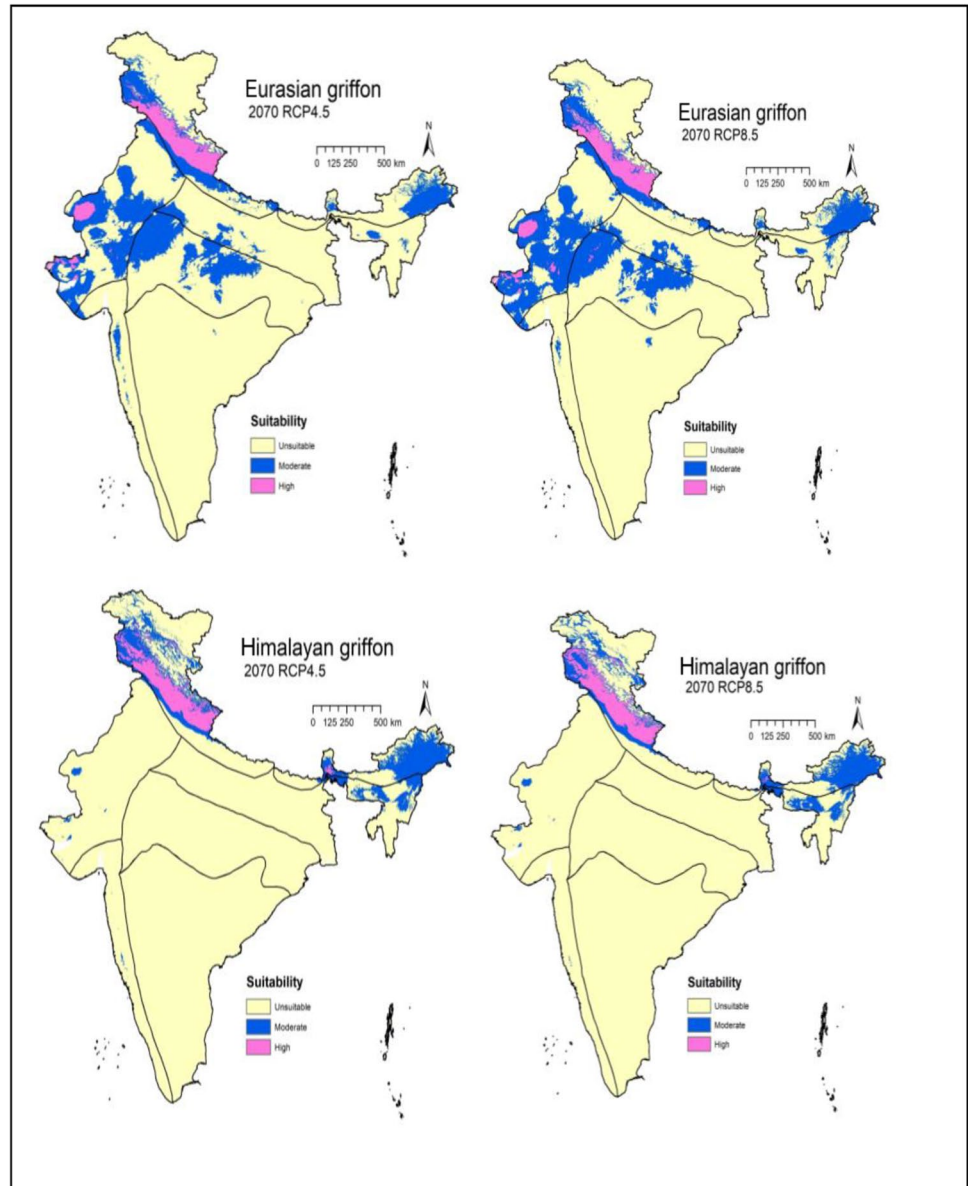 Eurasian griffon
2070 RCP4.5
N
0 125 250 500 km
Suitability
Unsuitable
Moderate
High
Eurasian griffon
2070 RCP8.5
N
0 125 250 500 km
Suitability
Unsuitable
Moderate
High
Himalayan griffon
2070 RCP4.5
N
0 125 250 500 km
Suitability
Unsuitable
Moderate
High
Himalayan griffon
2070 RCP8.5
N
0 125 250 500 km
Suitability
Unsuitable
Moderate
High